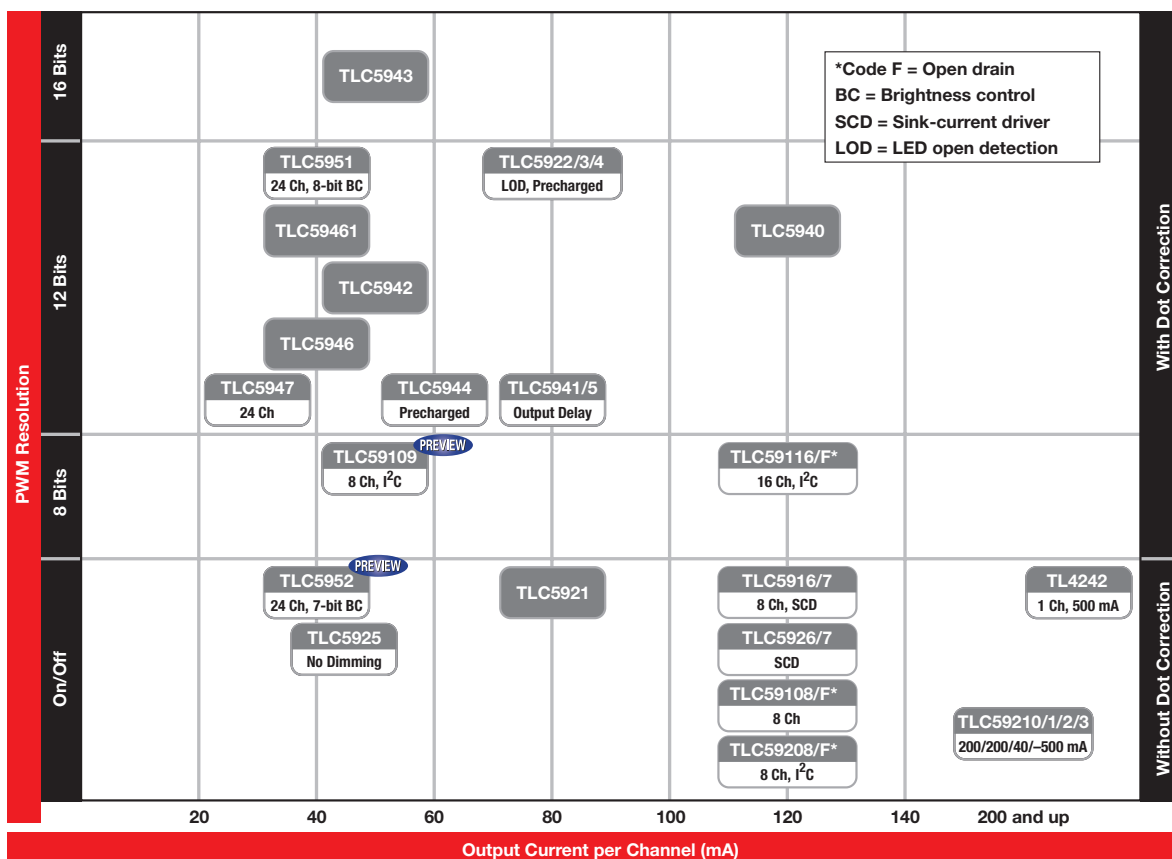 PWM Resolution
16 Bits
12 Bits
8 Bits
On/Off
With Dot Correction
Without Dot Correction
*Code F = Open drain
BC = Brightness control
SCD = Sink-current driver
LOD = LED open detection
TLC5943
TLC5951
24 Ch, 8-bit BC
TLC5922/3/4
LOD, Precharged
TLC59461
TLC5940
TLC5942
TLC5946
TLC5947
24 Ch
TLC5944
Precharged
TLC5941/5
Output Delay
PREVIEW
TLC59109
8 Ch, I²C
TLC59116/F*
16 Ch, I²C
PREVIEW
TLC5952
24 Ch, 7-bit BC
TLC5921
TLC5916/7
8 Ch, SCD
TL4242
1 Ch, 500 mA
TLC5925
No Dimming
TLC5926/7
SCD
TLC59108/F*
8 Ch
TLC59210/1/2/3
200/200/40/–500 mA
TLC59208/F*
8 Ch, I²C
20 40 60 80 100 120 140 200 and up
Output Current per Channel (mA)